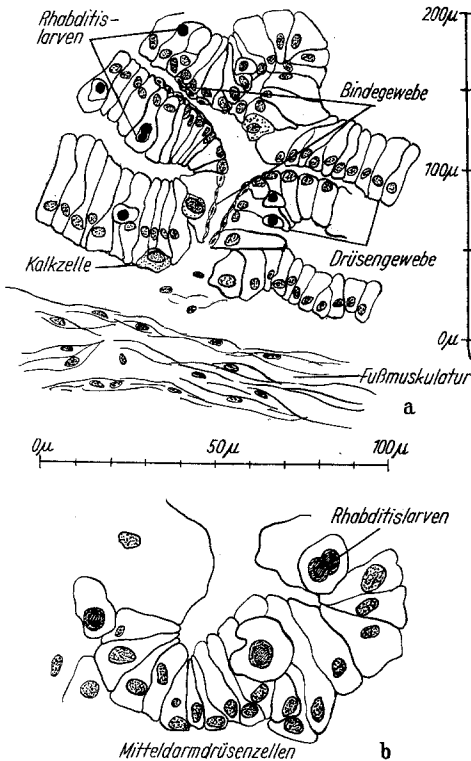 Rhabditis-
larven
200µ
Bindegewebe
100µ
Kalkzelle
Drüsengewebe
0µ
Fußmuskulatur
a
0µ 50µ 100µ
Rhabditislarven
Mitteldarmdrüsenzellen b